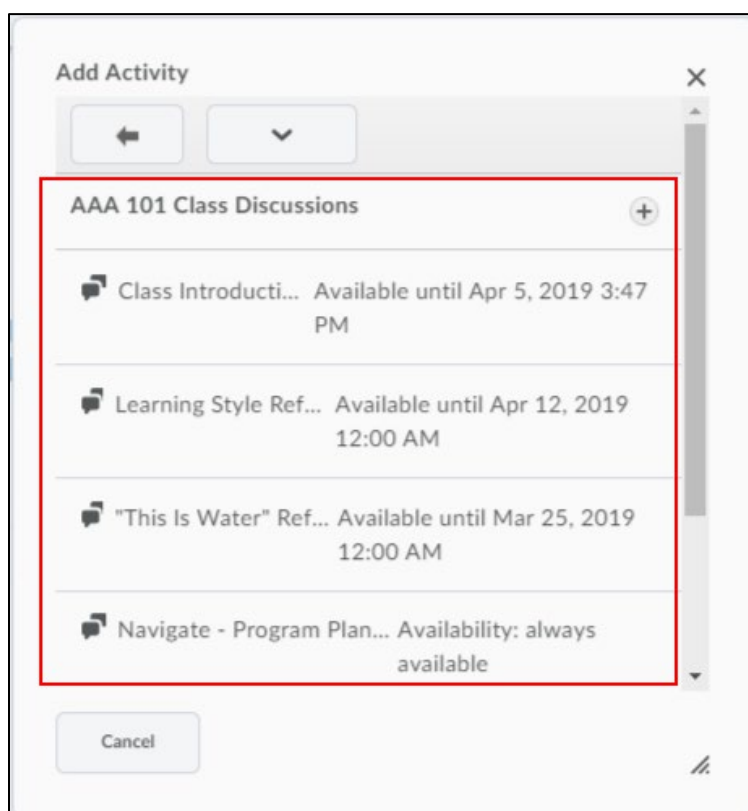 Add Activity
AAA 101 Class Discussions
Class Introducti... Available until Apr 5, 2019 3:47
PM
Learning Style Ref... Available until Apr 12, 2019
12:00 AM
"This Is Water" Ref... Available until Mar 25, 2019
12:00 AM
Navigate - Program Plan... Availability: always
available
Cancel